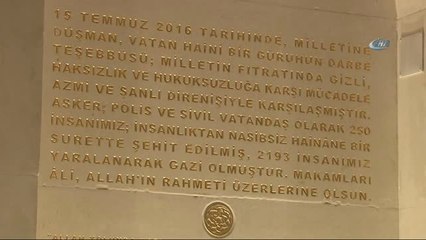 15 TEMMUZ 2016 TARİHİNDE, MİLLETİNE
DÜŞMAN, VATAN HAİNİ BİR GURUHUN DARBE
TEŞEBBÜSÜ; MİLLETİN FITRATINDA GİZLİ,
HAKSIZLIK VE HUKUKSUZLUĞA KARŞI MÜCADELE
AZMİ VE ŞANLI DİRENİŞİYLE KARŞILAŞMIŞTIR.
ASKER; POLİS VE SİVİL VATANDAŞ OLARAK 250
İNSANIMIZ; İNSANLIKTAN NASİBSİZ HAİNANE BİR
SURETTE ŞEHİT EDİLMİŞ, 2193 İNSANIMIZ
YARALANARAK GAZİ OLMUŞTUR. MAKAMLARI
ALİ, ALLAH'IN RAHMETİ ÜZERLERİNE OLSUN.
"ALLAH YOLUNDA